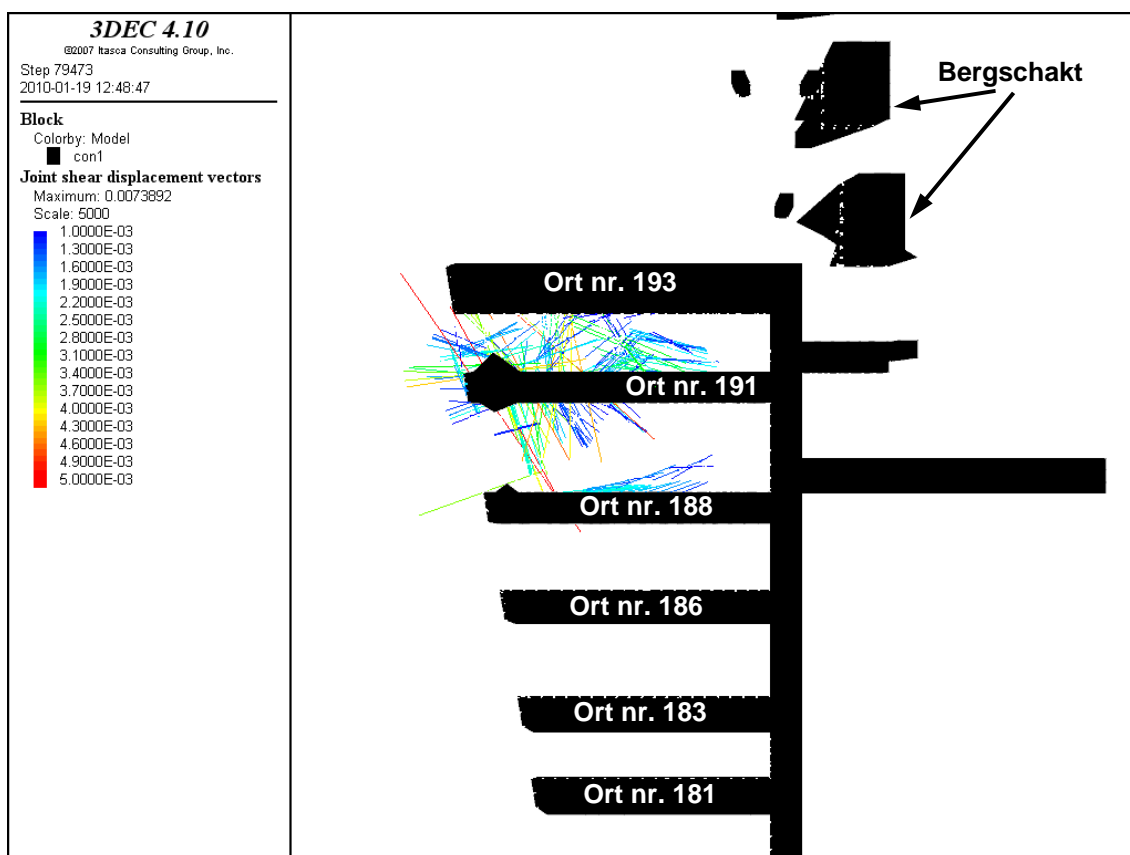 3DEC 4.10
©2007 Itasca Consulting Group, Inc.
Step 79473
2010-01-19 12:48:47
Block
Colorby: Model
con1
Joint shear displacement vectors
Maximum: 0.0073892
Scale: 5000
1.0000E-03
1.3000E-03
1.6000E-03
1.9000E-03
2.2000E-03
2.5000E-03
2.8000E-03
3.1000E-03
3.4000E-03
3.7000E-03
4.0000E-03
4.3000E-03
4.6000E-03
4.9000E-03
5.0000E-03
Bergschakt
Ort nr. 193
Ort nr. 191
Ort nr. 188
Ort nr. 186
Ort nr. 183
Ort nr. 181